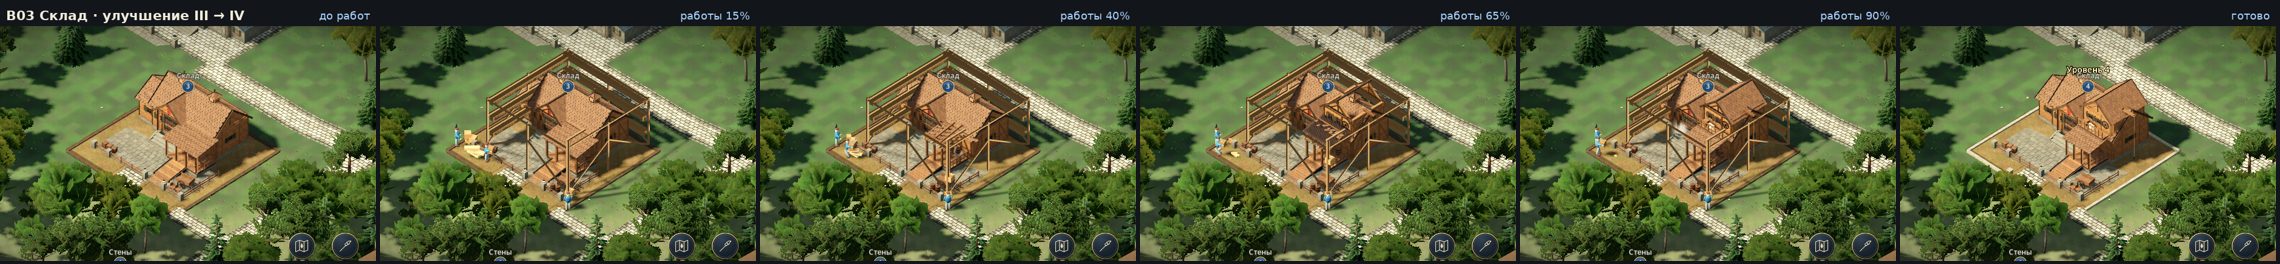 B03 Склад · улучшение III → IV
до работ
работы 15%
работы 40%
работы 65%
работы 90%
готово
Склад
3
Склад
3
Склад
3
Склад
3
Склад
3
Уровень 4
Склад
4
Стены
Стены
Стены
Стены
Стены
Стены